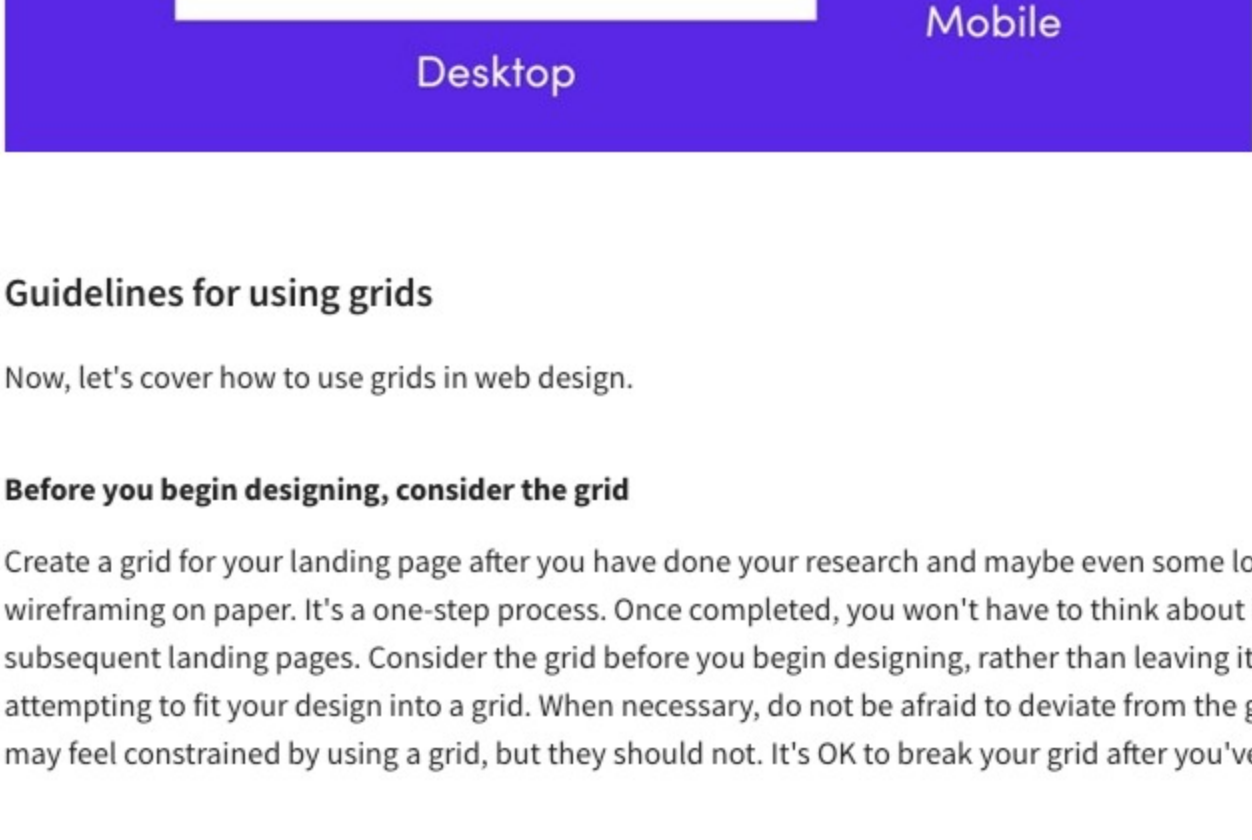 Mobile
Desktop
Guidelines for using grids
Now, let's cover how to use grids in web design.
Before you begin designing, consider the grid
Create a grid for your landing page after you have done your research and maybe even some
wireframing on paper. It's a one-step process. Once completed, you won't have to think about
subsequent landing pages. Consider the grid before you begin designing, rather than leaving it
attempting to fit your design into a grid. When necessary, do not be afraid to deviate from the
may feel constrained by using a grid, but they should not. It's OK to break your grid after you've